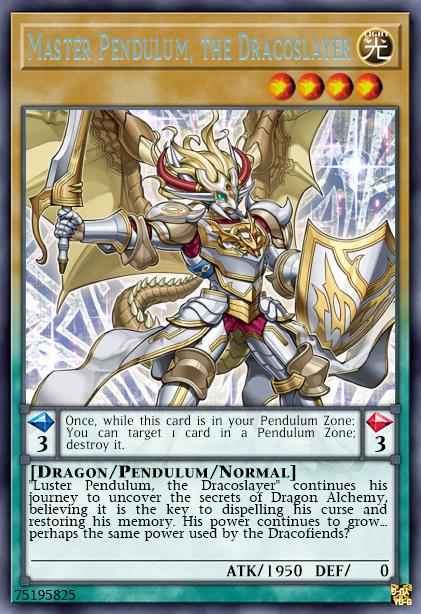 Master Pendulum, the Dracoslayer
LIGHT
光
3
Once, while this card is in your Pendulum Zone:
You can target 1 card in a Pendulum Zone;
destroy it.
3
[Dragon/Pendulum/Normal]
"Luster Pendulum, the Dracoslayer" continues his
journey to uncover the secrets of Dragon Alchemy,
believing it is the key to dispelling his curse and
restoring his memory. His power continues to grow...
perhaps the same power used by the Dracofiends?
ATK/1950 DEF/ 0
75195825